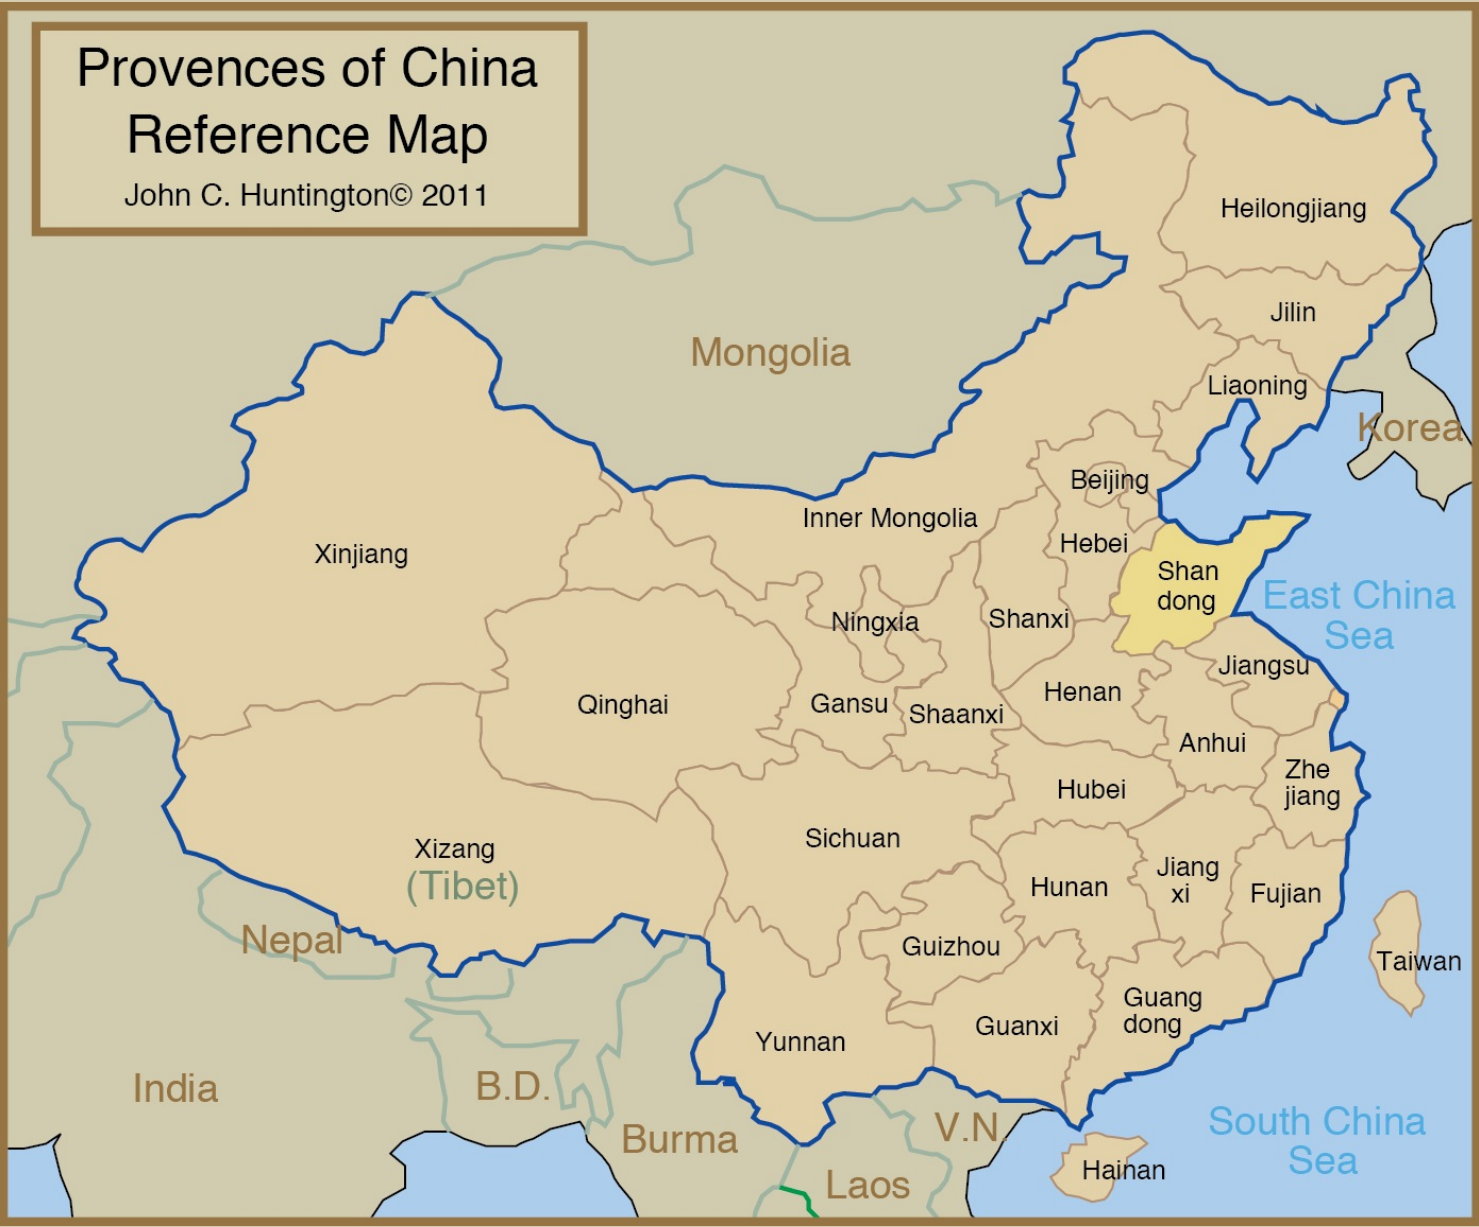 Provences of China
Reference Map
John C. Huntington© 2011
Heilongjiang
Jilin
Mongolia
Liaoning
Korea
Beijing
Inner Mongolia
Xinjiang
Hebei
Shan
dong
East China
Sea
Ningxia
Shanxi
Jiangsu
Qinghai
Gansu
Shaanxi
Henan
Anhui
Zhe
jiang
Hubei
Sichuan
Xizang
(Tibet)
Hunan
Jiang
xi
Fujian
Nepal
Guizhou
Taiwan
Guang
dong
Guanxi
Yunnan
India
B.D.
Burma
V.N.
South China
Sea
Laos
Hainan